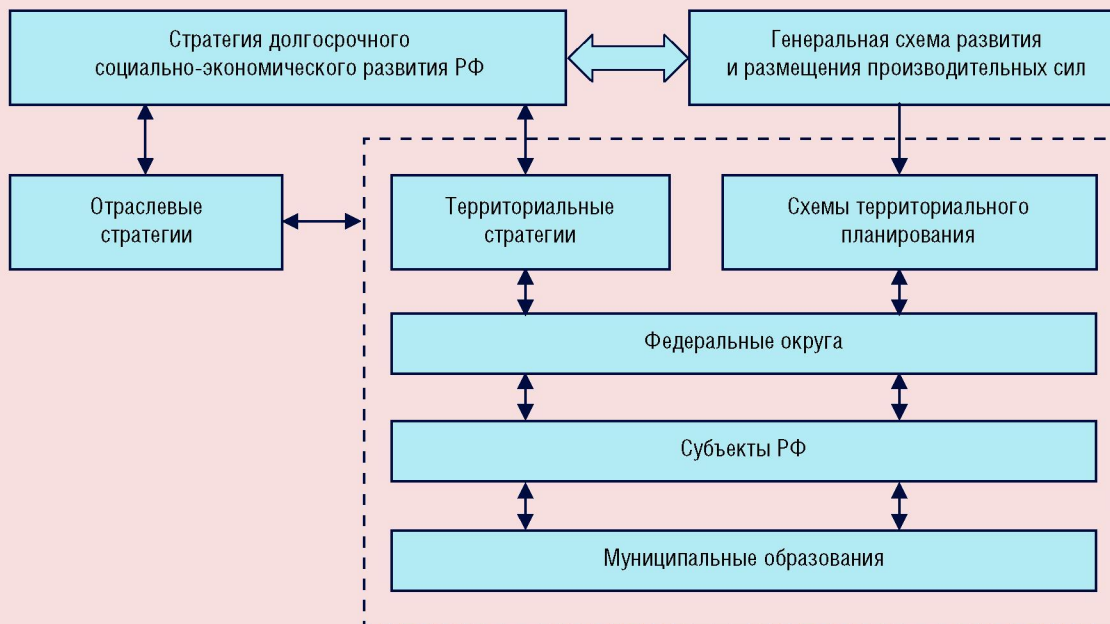 Стратегия долгосрочного
социально-экономического развития РФ
Генеральная схема развития
и размещения производительных сил
Отраслевые
стратегии
Территориальные
стратегии
Схемы территориального
планирования
Федеральные округа
Субъекты РФ
Муниципальные образования